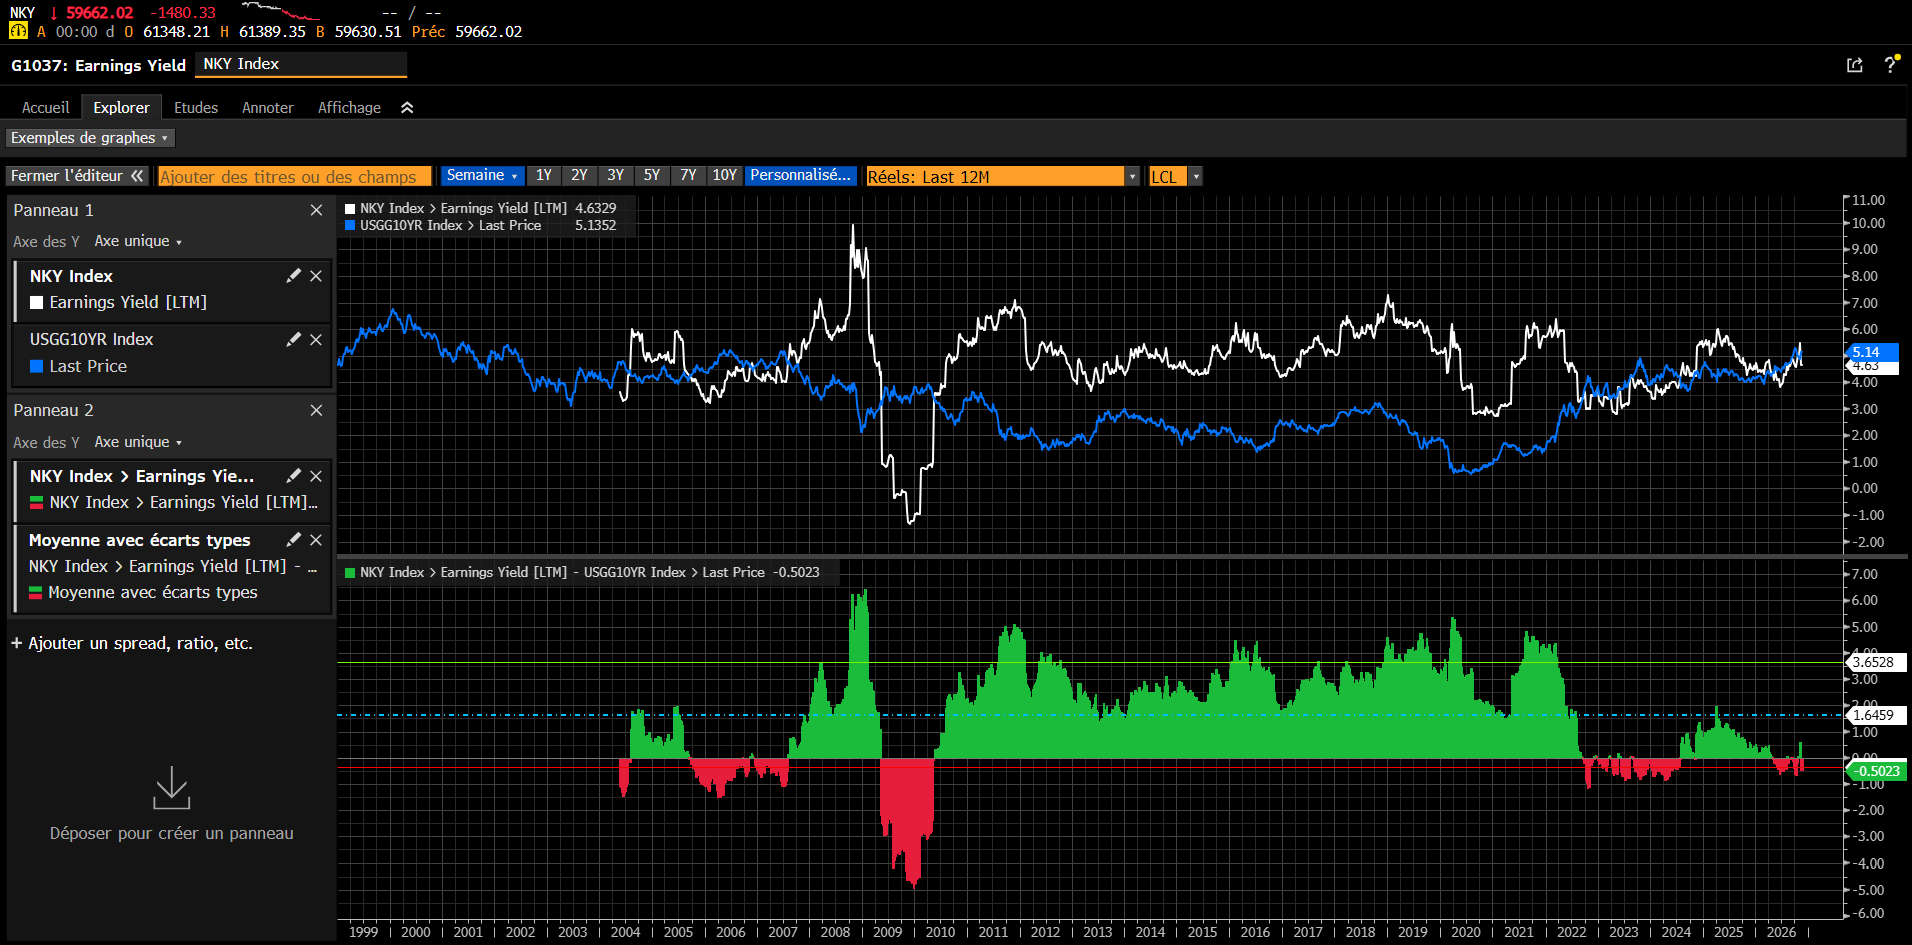 NKY ↓ 59662.02 -1480.33 -- / --
A 00:00 d O 61348.21 H 61389.35 B 59630.51 Préc 59662.02
G1037: Earnings Yield NKY Index
Accueil Explorer Etudes Annoter Affichage
Exemples de graphes
Fermer l'éditeur « Ajouter des titres ou des champs Semaine 1Y 2Y 3Y 5Y 7Y 10Y Personnalisé... Réels: Last 12M LCL
Panneau 1
Axe des Y Axe unique
NKY Index
Earnings Yield [LTM]
USGG10YR Index
Last Price
Panneau 2
Axe des Y Axe unique
NKY Index > Earnings Yie...
NKY Index > Earnings Yield [LTM]...
Moyenne avec écarts types
NKY Index > Earnings Yield [LTM] - ...
Moyenne avec écarts types
+ Ajouter un spread, ratio, etc.
Déposer pour créer un panneau
NKY Index > Earnings Yield [LTM] 4.6329
USGG10YR Index > Last Price 5.1352
11.00
10.00
9.00
8.00
7.00
6.00
5.14
4.63
4.00
3.00
2.00
1.00
0.00
-1.00
-2.00
NKY Index > Earnings Yield [LTM] - USGG10YR Index > Last Price -0.5023
7.00
6.00
5.00
4.00
3.6528
3.00
2.00
1.6459
1.00
0.00
-0.5023
-1.00
-2.00
-3.00
-4.00
-5.00
-6.00
1999 2000 2001 2002 2003 2004 2005 2006 2007 2008 2009 2010 2011 2012 2013 2014 2015 2016 2017 2018 2019 2020 2021 2022 2023 2024 2025 2026